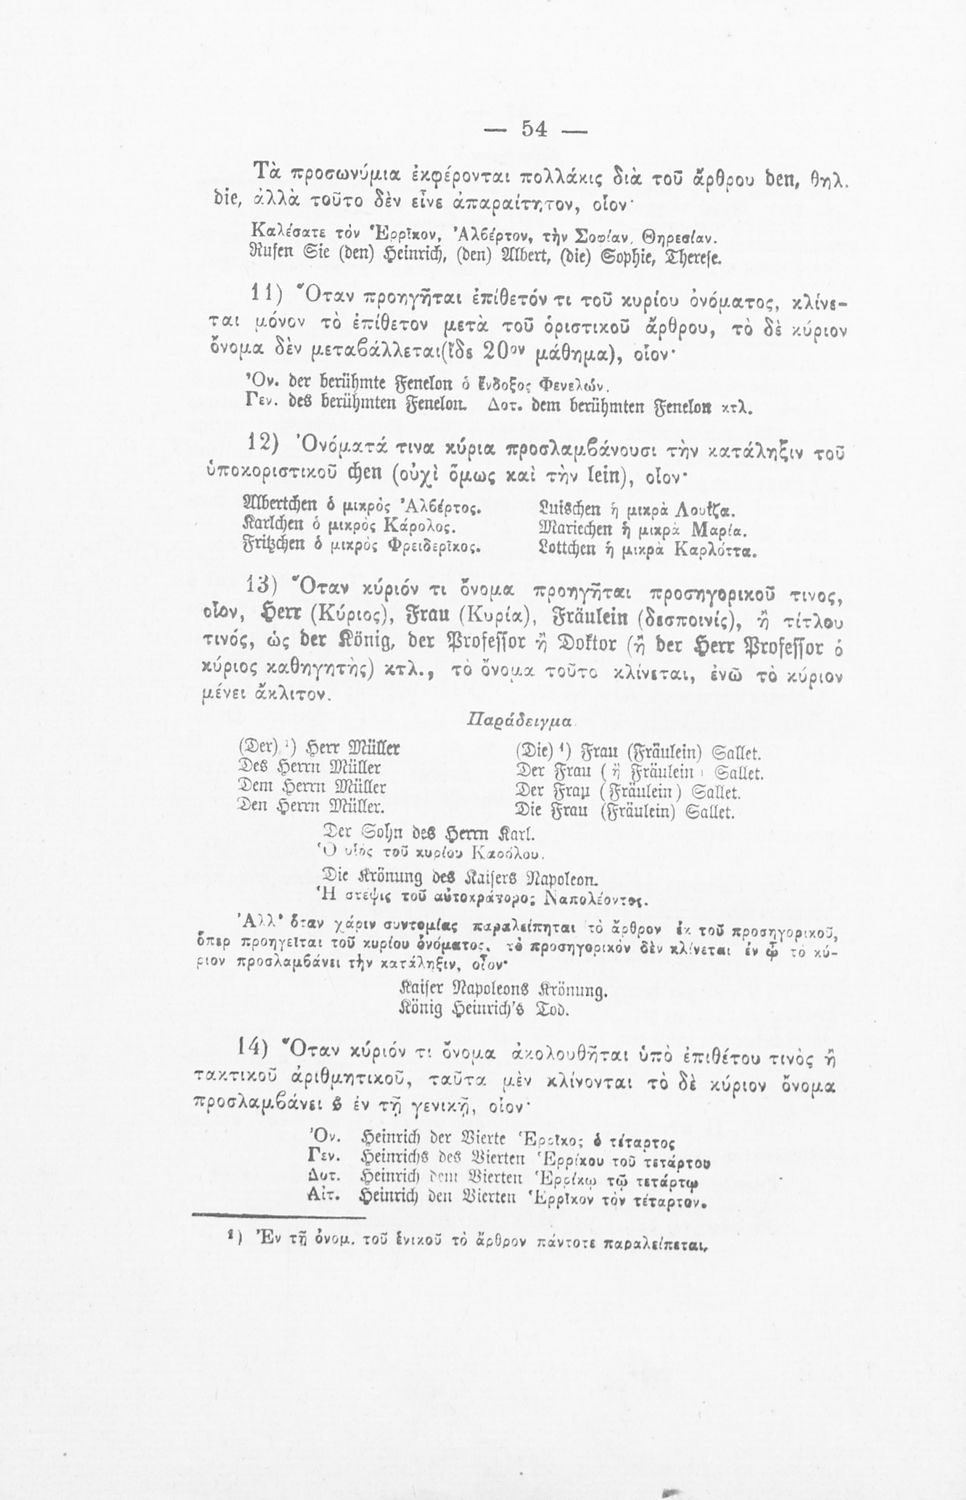 — 54 —
Τὰ προσωνύμια ἐκφέρονται πολλάκις διὰ τοῦ ἄρθρου den, θηλ.
die, ἀλλὰ τοῦτο δὲν εἶνε ἀπαραίτητον, οἷον·
Καλέσατε τὸν Ἑρρῖκον, Ἀλβέρτον, τὴν Σοφίαν, Θηρεσίαν.
Rufen Sie (den) Heinrich, (den) Albert, (die) Sophie, Therese.
11) Ὅταν προηγῆται ἐπίθετόν τι τοῦ κυρίου ὀνόματος, κλίνε-
ται μόνον τὸ ἐπίθετον μετὰ τοῦ ὁριστικοῦ ἄρθρου, τὸ δὲ κύριον
ὄνομα δὲν μεταβάλλεται(ἴδε 20ον μάθημα), οἷον·
Ὀν. der berühmte Fenelon ὁ ἔνδοξος Φενελών.
Γεν. des berühmten Fenelon. Δοτ. dem berühmten Fenelon κτλ.
12) Ὀνόματά τινα κύρια προσλαμβάνουσι τὴν κατάληξιν τοῦ
ὑποκοριστικοῦ chen (οὐχὶ ὅμως καὶ τὴν lein), οἷον·
Albertchen ὁ μικρὸς Ἀλβέρτος. Luischen ἡ μικρὰ Λουΐζα.
Karlchen ὁ μικρὸς Κάρολος. Mariechen ἡ μικρὰ Μαρία.
Fritzchen ὁ μικρὸς Φρειδερῖκος. Lottchen ἡ μικρὰ Καρλόττα.
13) Ὅταν κύριόν τι ὄνομα προηγῆται προσηγορικοῦ τινος,
οἷον, Herr (Κύριος), Frau (Κυρία), Fräulein (δεσποινίς), ἢ τίτλου
τινός, ὡς der König, der Professor ἢ Doktor (ἢ der Herr Professor ὁ
κύριος καθηγητὴς) κτλ., τὸ ὄνομα τοῦτο κλίνεται, ἐνῶ τὸ κύριον
μένει ἄκλιτον.
Παράδειγμα
(Der) ¹) Herr Müller (Die) ¹) Frau (Fräulein) Sallet.
Des Herrn Müller Der Frau (ἢ Fräulein) Sallet.
Dem Herrn Müller Der Frau (Fräulein) Sallet.
Den Herrn Müller. Die Frau (Fräulein) Sallet.
Der Sohn des Herrn Karl.
Ὁ υἱὸς τοῦ κυρίου Καρόλου.
Die Krönung des Kaisers Napoleon.
Ἡ στέψις τοῦ αὐτοκράτορος Ναπολέοντος.
Ἀλλ' ὅταν χάριν συντομίας παραλείπηται τὸ ἄρθρον ἐκ τοῦ προσηγορικοῦ,
ὅπερ προηγεῖται τοῦ κυρίου ὀνόματος, τὸ προσηγορικὸν δὲν κλίνεται ἐν ᾧ τὸ κύ-
ριον προσλαμβάνει τὴν κατάληξιν, οἷον·
Kaiser Napoleons Krönung.
König Heinrich's Tod.
14) Ὅταν κύριόν τι ὄνομα ἀκολουθῆται ὑπὸ ἐπιθέτου τινὸς ἢ
τακτικοῦ ἀριθμητικοῦ, ταῦτα μὲν κλίνονται τὸ δὲ κύριον ὄνομα
προσλαμβάνει s ἐν τῇ γενικῇ, οἷον·
Ὀν. Heinrich der Vierte Ἑρρῖκος ὁ τέταρτος
Γεν. Heinrichs des Vierten Ἑρρίκου τοῦ τετάρτου
Δοτ. Heinrich dem Vierten Ἑρρίκῳ τῷ τετάρτῳ
Αἰτ. Heinrich den Vierten Ἑρρῖκον τὸν τέταρτον.
¹) Ἐν τῇ ὀνομ. τοῦ ἑνικοῦ τὸ ἄρθρον πάντοτε παραλείπεται.